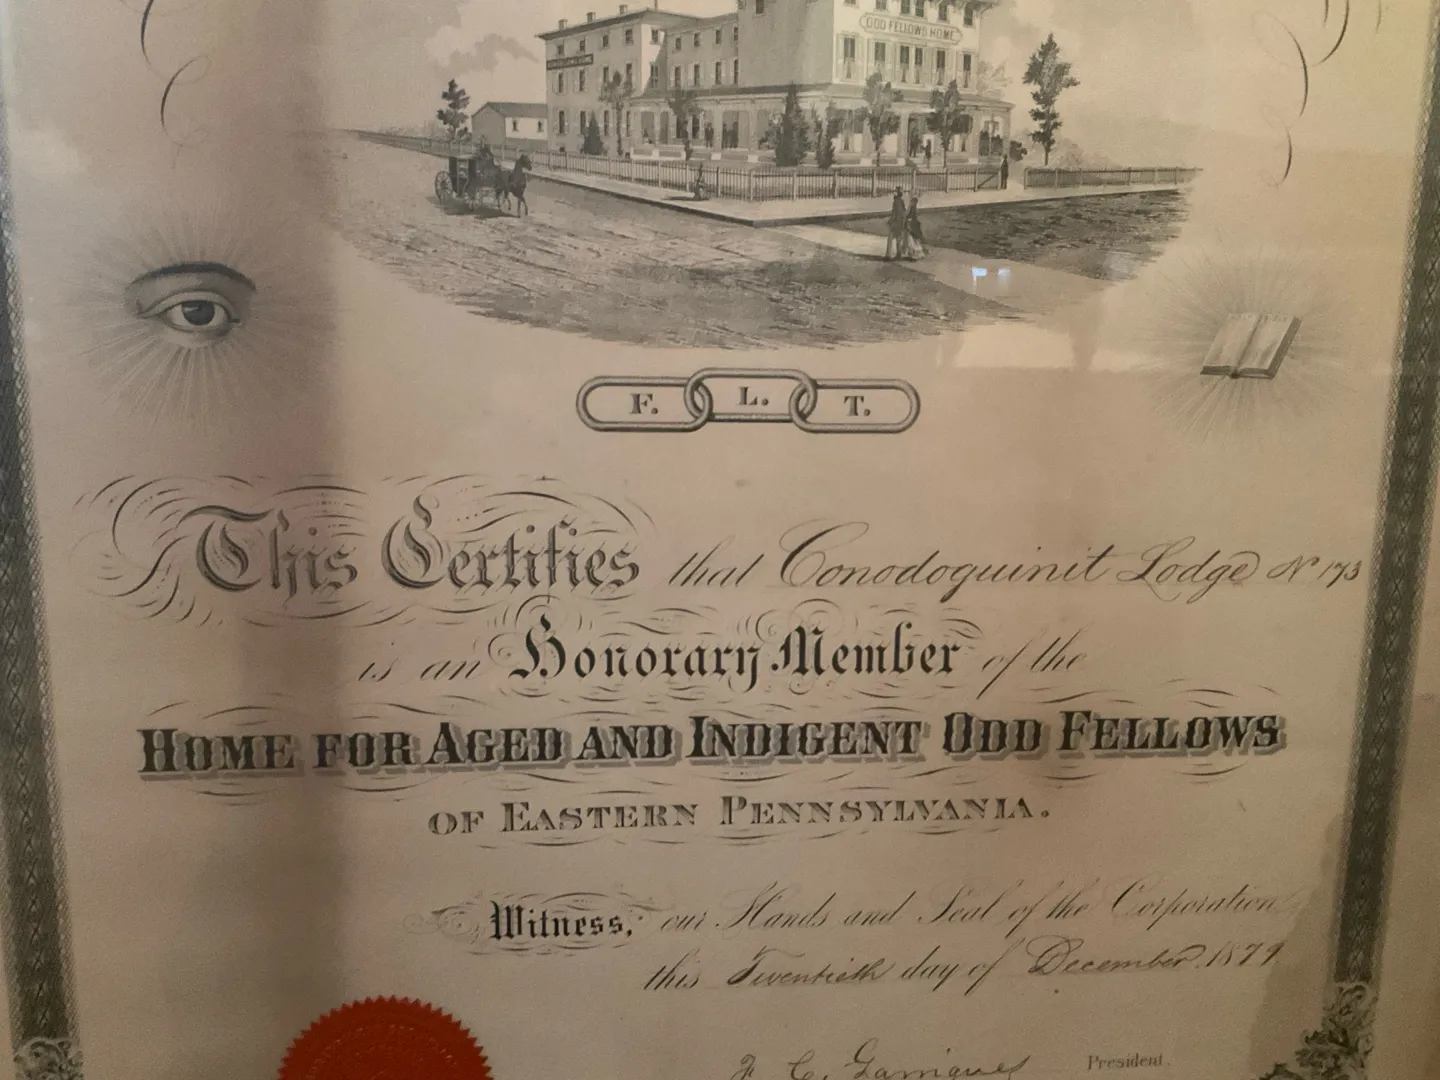 ODD FELLOWS HOME
F. L. T.
This Certifies that Conodoguinit Lodge No 173
is an Honorary Member of the
HOME FOR AGED AND INDIGENT ODD FELLOWS
OF EASTERN PENNSYLVANIA.
Witness, our Hands and Seal of the Corporation
this Twentieth day of December 1879
F. C. Garrigues President.